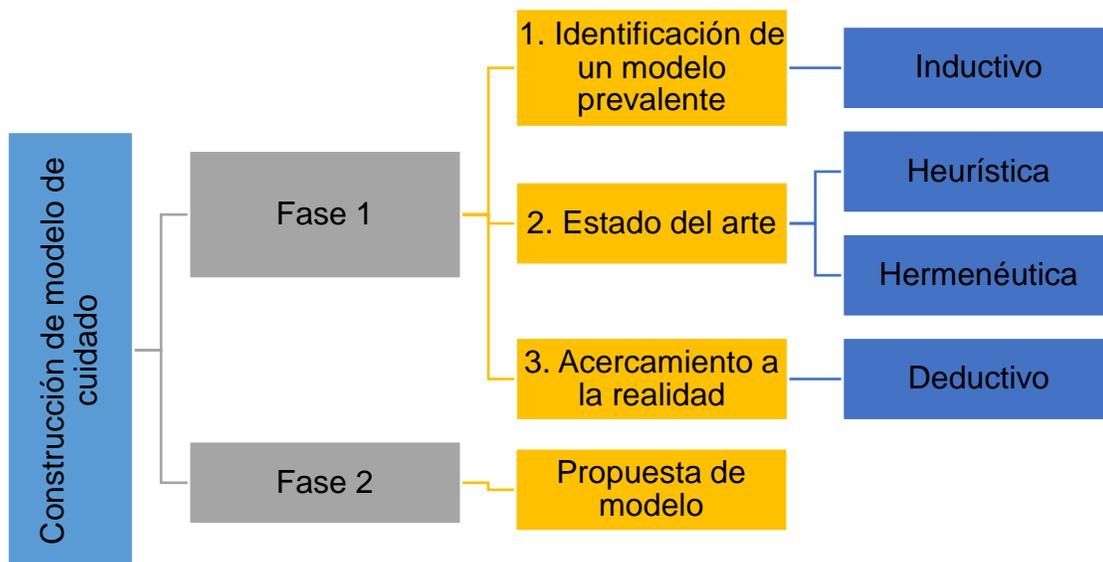 Construcción de modelo de
cuidado
Fase 1
1. Identificación de
un modelo
prevalente
Inductivo
2. Estado del arte
Heurística
Hermenéutica
3. Acercamiento a
la realidad
Deductivo
Fase 2
Propuesta de
modelo